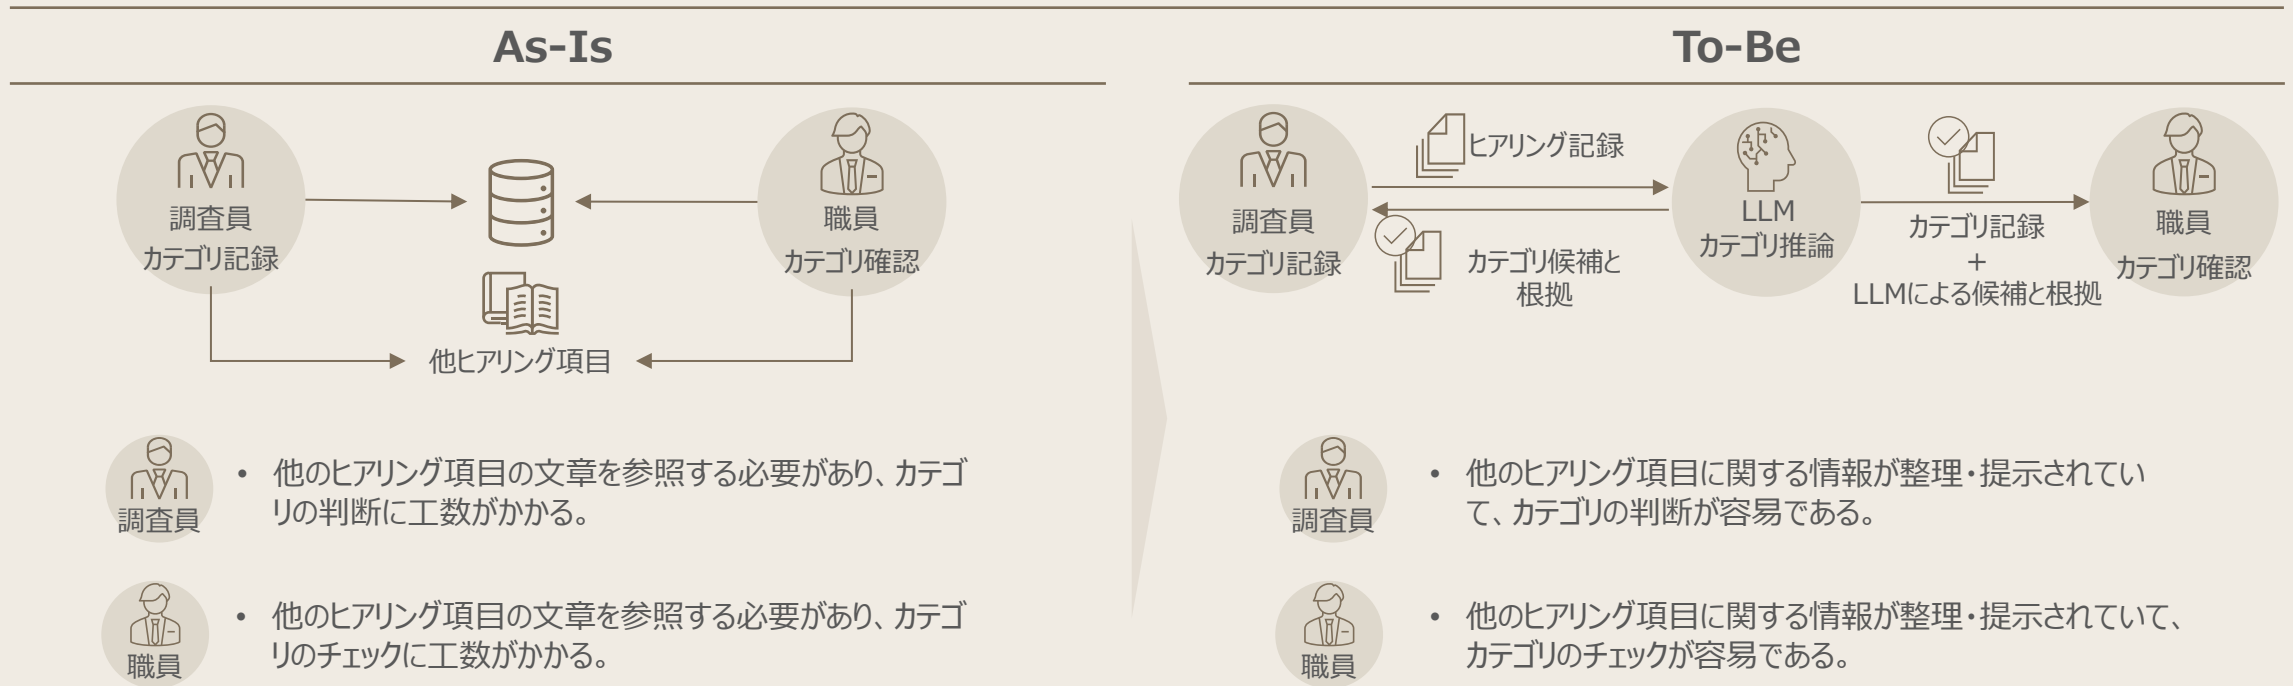 As-Is
調査員
カテゴリ記録
職員
カテゴリ確認
他ヒアリング項目
• 他のヒアリング項目の文章を参照する必要があり、カテゴ
リの判断に工数がかかる。
調査員
• 他のヒアリング項目の文章を参照する必要があり、カテゴ
リのチェックに工数がかかる。
職員
To-Be
調査員
カテゴリ記録
ヒアリング記録
カテゴリ候補と
根拠
LLM
カテゴリ推論
カテゴリ記録
+
LLMによる候補と根拠
職員
カテゴリ確認
• 他のヒアリング項目に関する情報が整理・提示されてい
て、カテゴリの判断が容易である。
調査員
• 他のヒアリング項目に関する情報が整理・提示されていて、
カテゴリのチェックが容易である。
職員